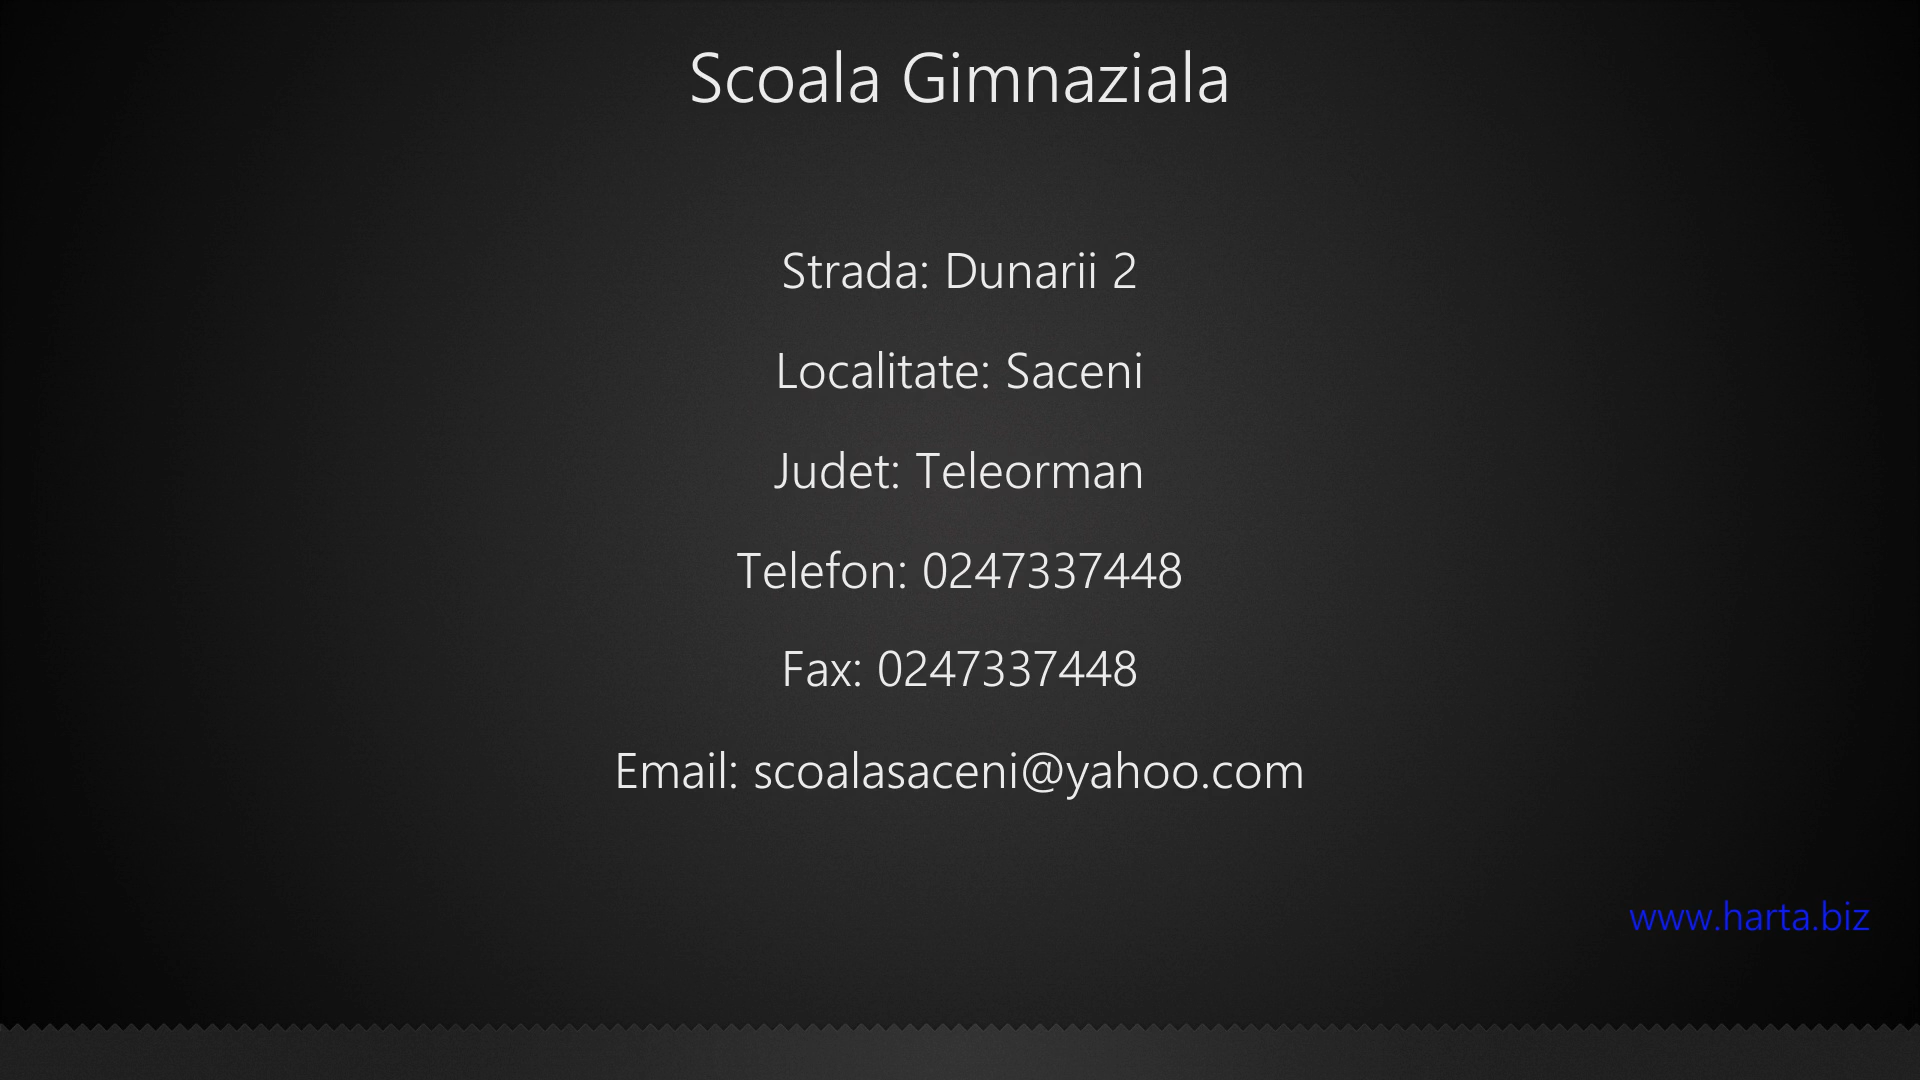 Scoala Gimnaziala
Strada: Dunarii 2
Localitate: Saceni
Judet: Teleorman
Telefon: 0247337448
Fax: 0247337448
Email: scoalasaceni@yahoo.com
www.harta.biz